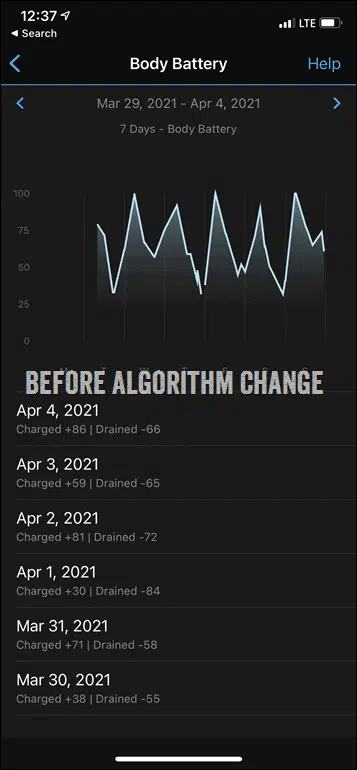 12:37
Search
LTE
Body Battery
Help
Mar 29, 2021 - Apr 4, 2021
7 Days - Body Battery
100
75
50
25
0
BEFORE ALGORITHM CHANGE
Apr 4, 2021
Charged +86 | Drained -66
Apr 3, 2021
Charged +59 | Drained -65
Apr 2, 2021
Charged +81 | Drained -72
Apr 1, 2021
Charged +30 | Drained -84
Mar 31, 2021
Charged +71 | Drained -58
Mar 30, 2021
Charged +38 | Drained -55